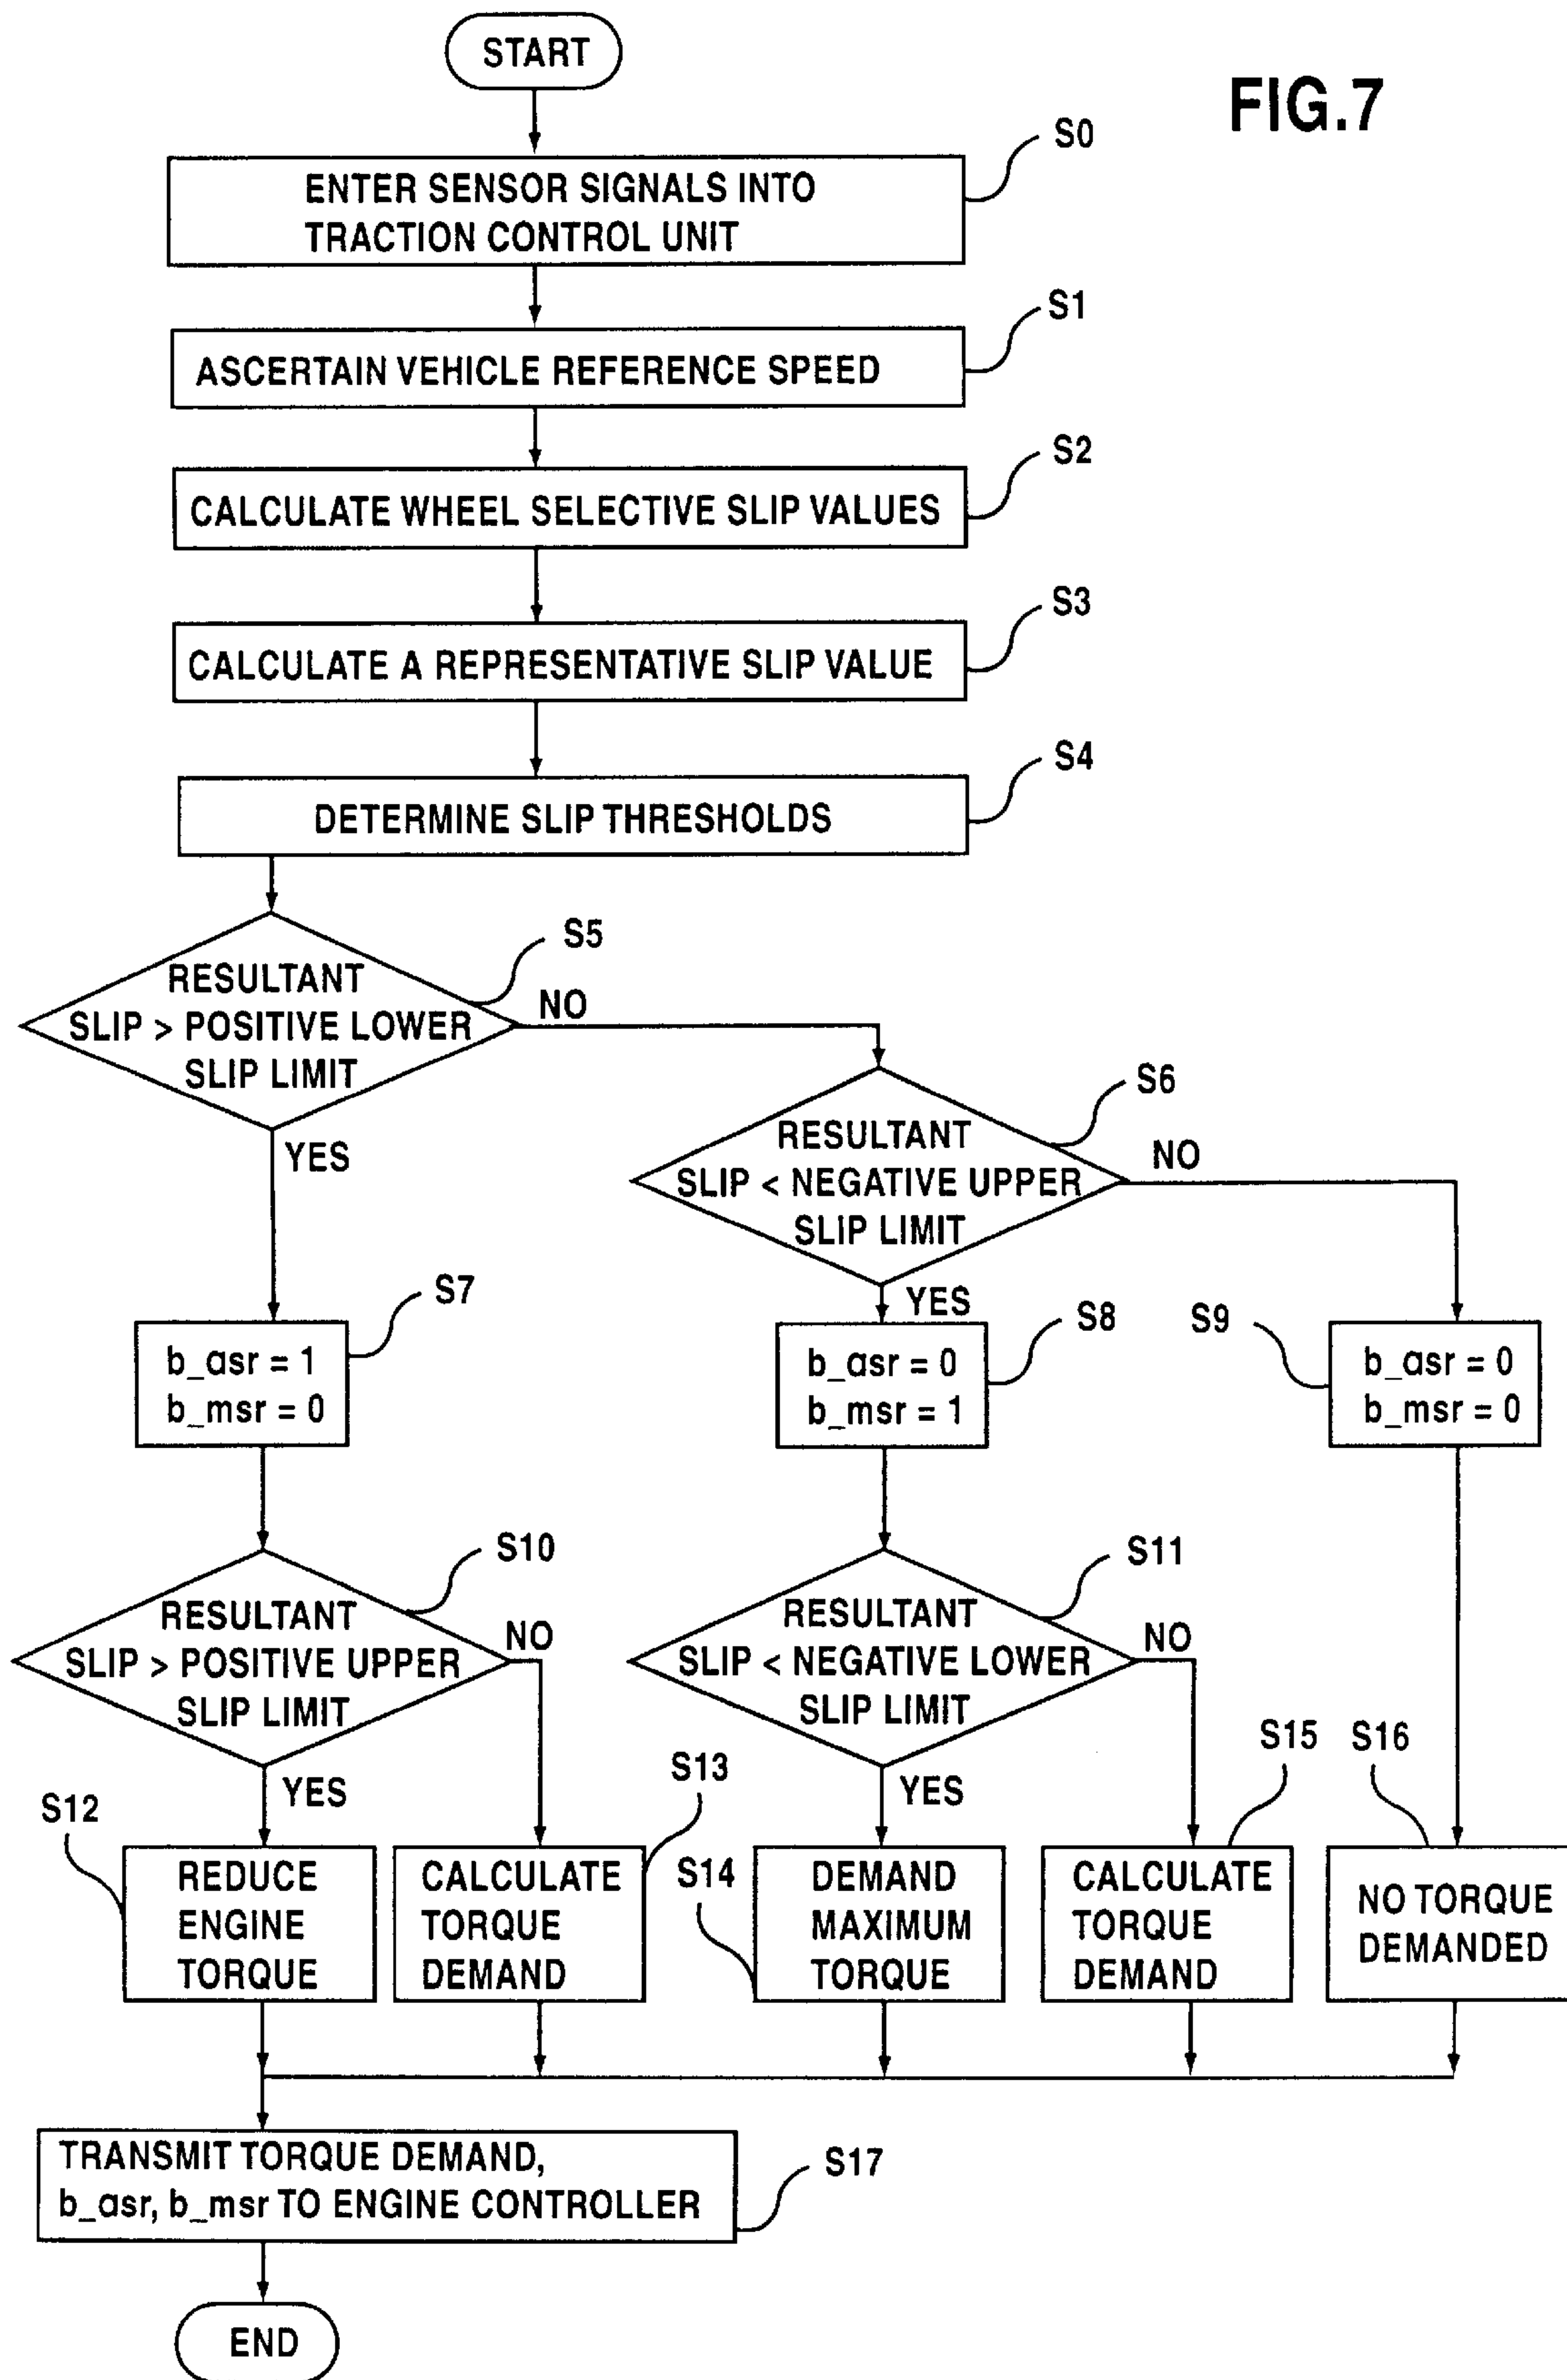 START
FIG.7
S0
ENTER SENSOR SIGNALS INTO
TRACTION CONTROL UNIT
S1
ASCERTAIN VEHICLE REFERENCE SPEED
S2
CALCULATE WHEEL SELECTIVE SLIP VALUES
S3
CALCULATE A REPRESENTATIVE SLIP VALUE
S4
DETERMINE SLIP THRESHOLDS
S5
RESULTANT
SLIP > POSITIVE LOWER
SLIP LIMIT
NO
YES
S6
RESULTANT
SLIP < NEGATIVE UPPER
SLIP LIMIT
NO
YES
S7
b_asr = 1
b_msr = 0
S8
b_asr = 0
b_msr = 1
S9
b_asr = 0
b_msr = 0
S10
RESULTANT
SLIP > POSITIVE UPPER
SLIP LIMIT
NO
YES
S11
RESULTANT
SLIP < NEGATIVE LOWER
SLIP LIMIT
NO
YES
S12
REDUCE
ENGINE
TORQUE
S13
CALCULATE
TORQUE
DEMAND
S14
DEMAND
MAXIMUM
TORQUE
S15
CALCULATE
TORQUE
DEMAND
S16
NO TORQUE
DEMANDED
TRANSMIT TORQUE DEMAND,
b_asr, b_msr TO ENGINE CONTROLLER
S17
END